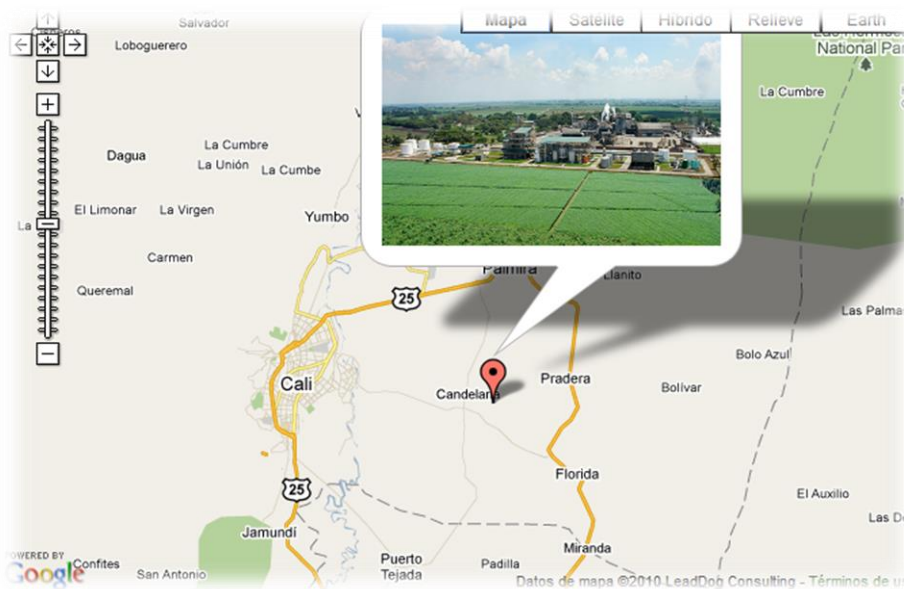 Mapa
Satélite
Híbrido
Relieve
Earth
Salvador
Loboguerero
National Pa
La Cumbre
La Cumbre
Dagua
La Unión
La Cumbe
El Limonar
La Virgen
La
Yumbo
Carmen
Palmira
Llanito
Queremal
25
Las Palma
Bolo Azul
Cali
Candelaria
Pradera
Bolívar
Florida
25
El Auxilio
Las De
Jamundí
Miranda
POWERED BY
Google
Confites
San Antonio
Puerto
Tejada
Padilla
Datos de mapa ©2010 LeadDog Consulting - Términos de us